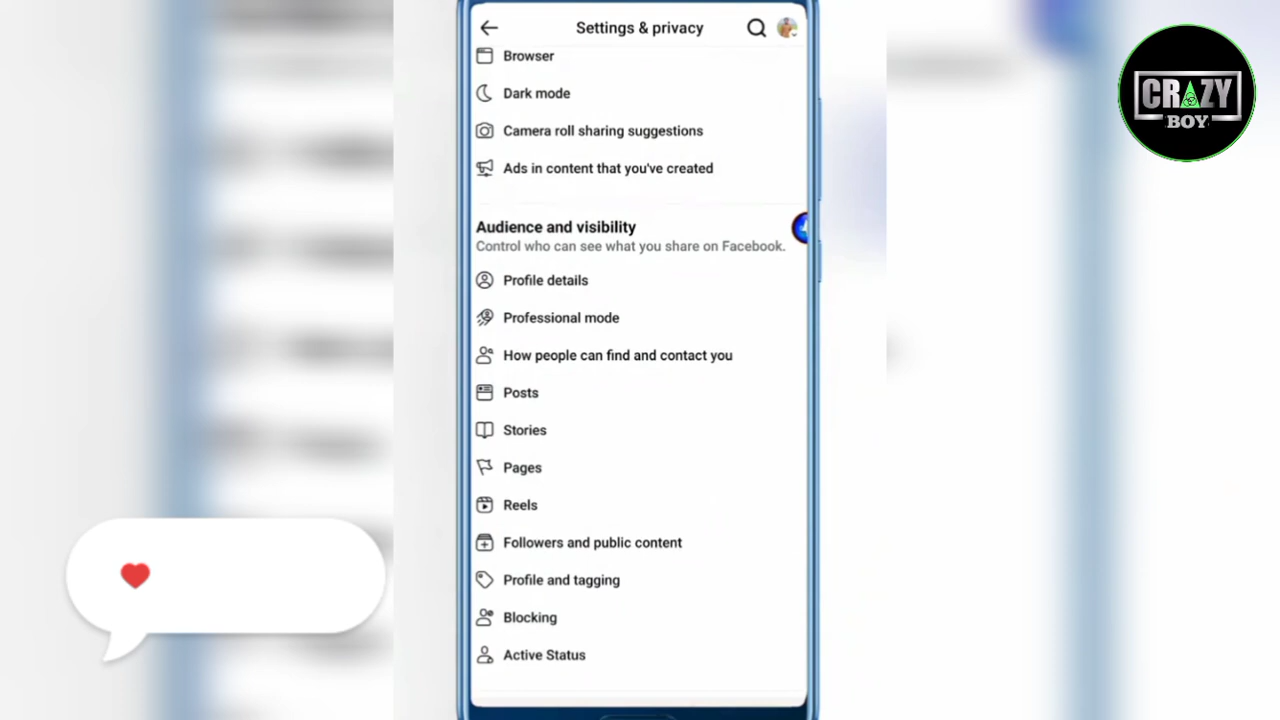 Settings & privacy
Browser
Dark mode
Camera roll sharing suggestions
Ads in content that you've created
Audience and visibility
Control who can see what you share on Facebook.
Profile details
Professional mode
How people can find and contact you
Posts
Stories
Pages
Reels
Followers and public content
Profile and tagging
Blocking
Active Status
CRAZY
BOY